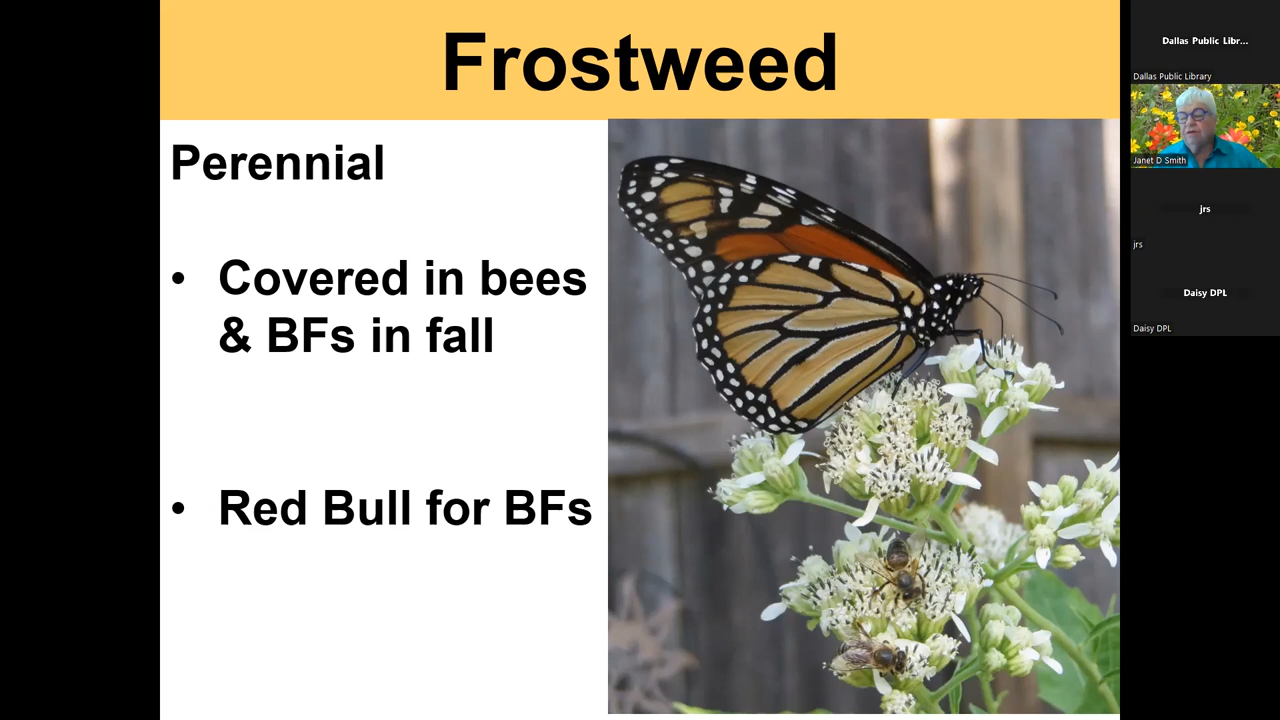 Frostweed
Perennial
• Covered in bees
& BFs in fall
• Red Bull for BFs
Dallas Public Libr...
Dallas Public Library
Janet D Smith
jrs
jrs
Daisy DPL
Daisy DPL